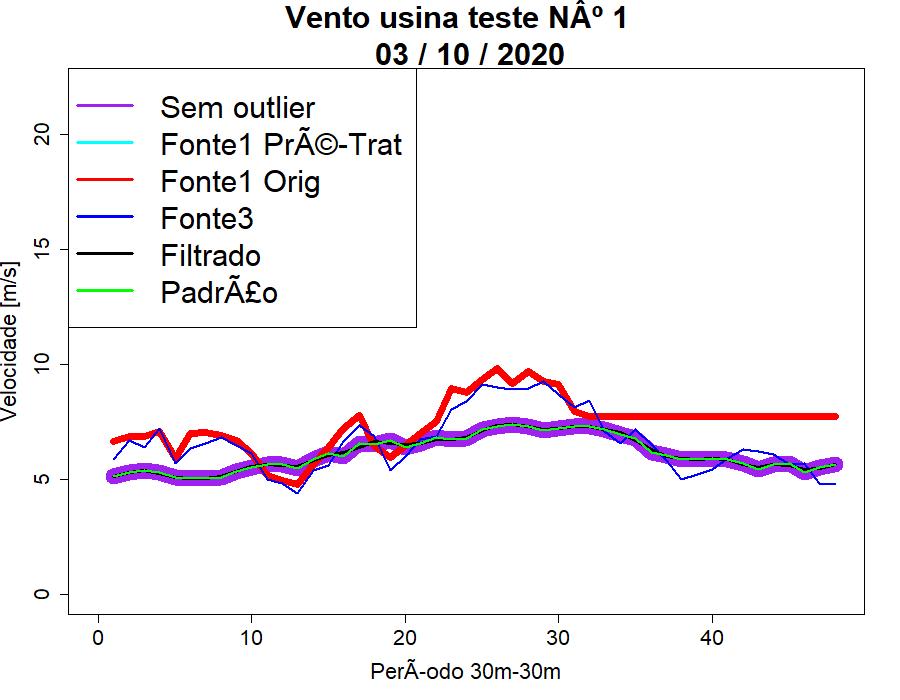 Vento usina teste NÂº 1
03 / 10 / 2020
Sem outlier
Fonte1 PrÃ©-Trat
Fonte1 Orig
Fonte3
Filtrado
PadrÃ£o
Velocidade [m/s]
20
15
10
5
0
0 10 20 30 40
PerÃ-odo 30m-30m